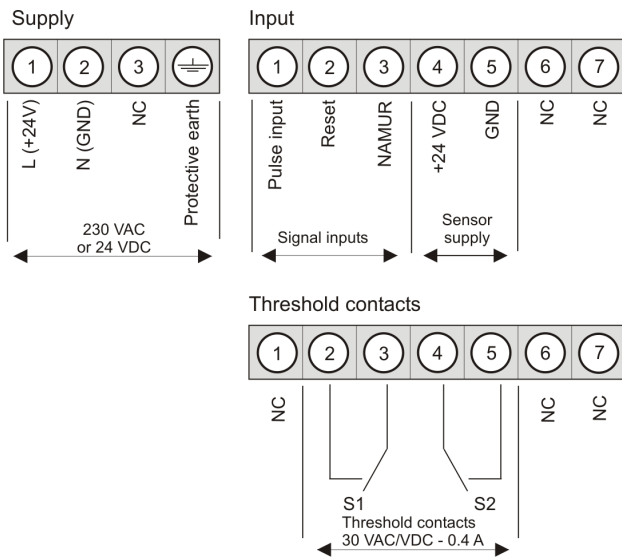 Supply
1 2 3
L (+24V)
N (GND)
NC
Protective earth
230 VAC
or 24 VDC
Input
1 2 3 4 5 6 7
Pulse input
Reset
NAMUR
+24 VDC
GND
NC
NC
Signal inputs
Sensor
supply
Threshold contacts
1 2 3 4 5 6 7
NC
NC
NC
S1
S2
Threshold contacts
30 VAC/VDC - 0.4 A